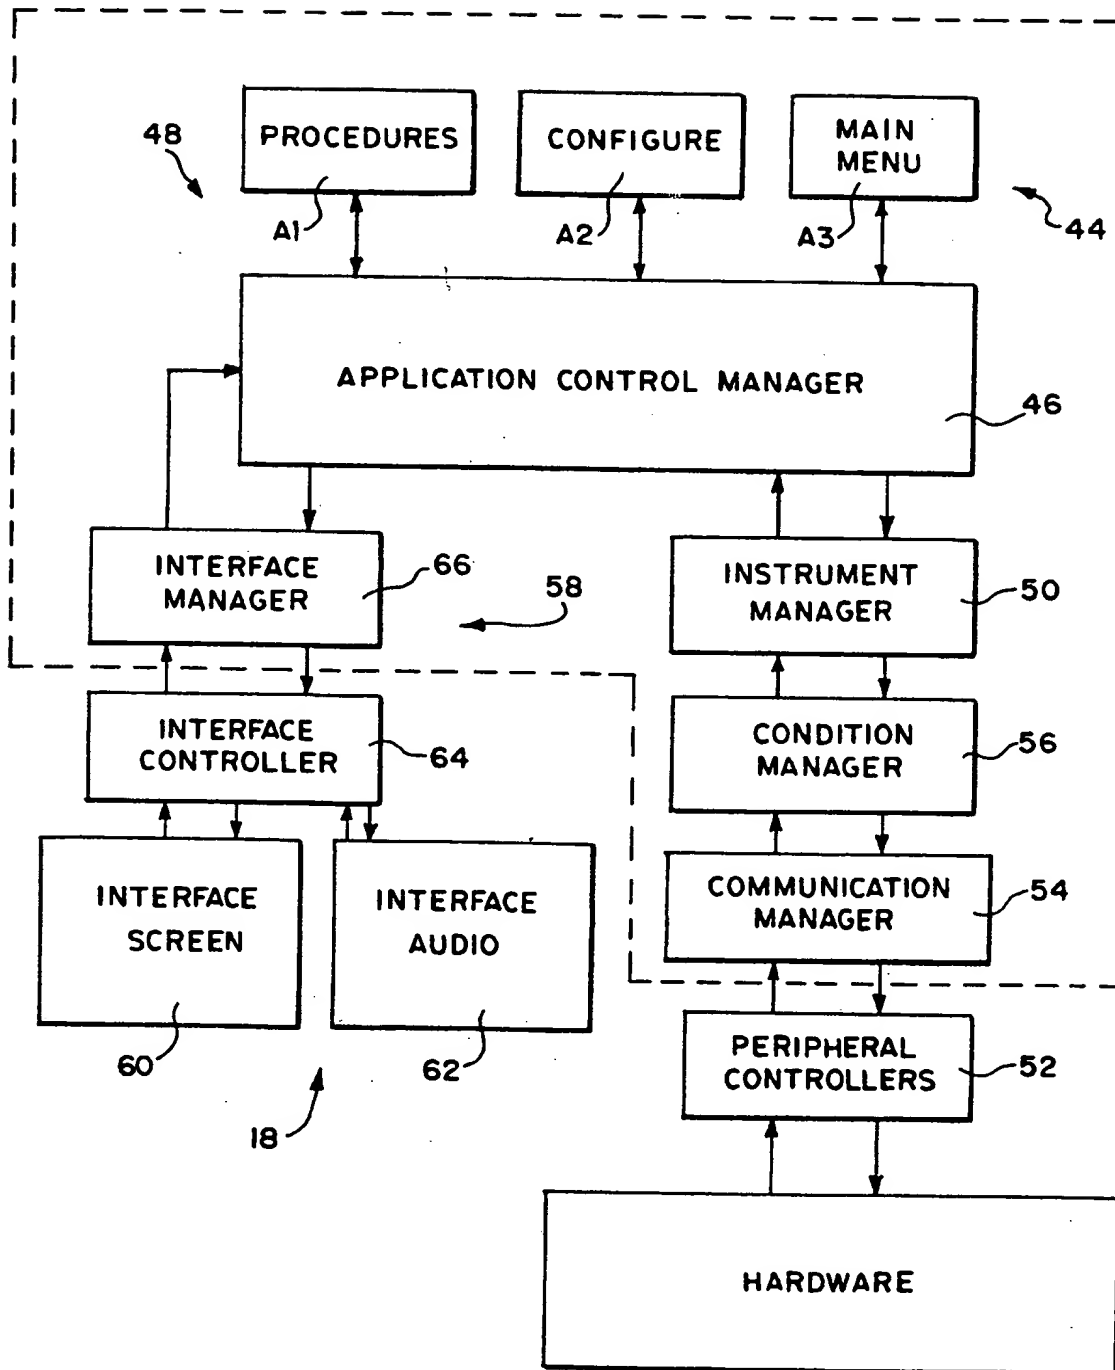 PROCEDURES
CONFIGURE
MAIN
MENU
48
A1
A2
A3
44
APPLICATION CONTROL MANAGER
46
INTERFACE
MANAGER
66
58
INSTRUMENT
MANAGER
50
INTERFACE
CONTROLLER
64
CONDITION
MANAGER
56
INTERFACE
SCREEN
60
INTERFACE
AUDIO
62
18
COMMUNICATION
MANAGER
54
PERIPHERAL
CONTROLLERS
52
HARDWARE